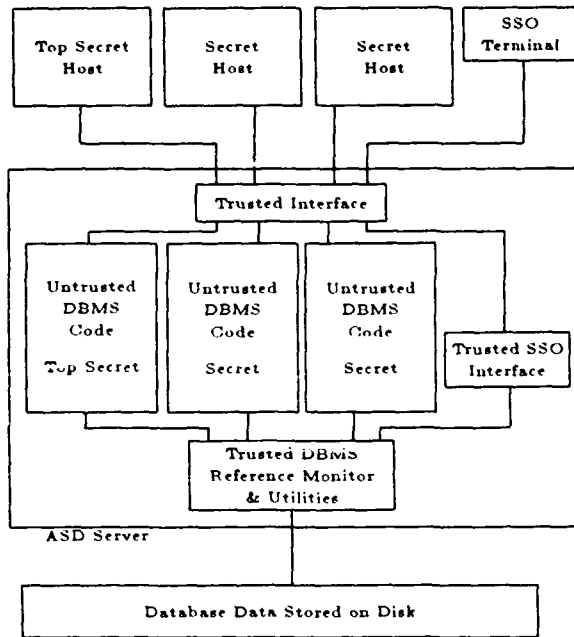 Top Secret
Host
Secret
Host
Secret
Host
SSO
Terminal
Trusted Interface
Untrusted
DBMS
Code
Top Secret
Untrusted
DBMS
Code
Secret
Untrusted
DBMS
Code
Secret
Trusted SSO
Interface
Trusted DBMS
Reference Monitor
& Utilities
ASD Server
Database Data Stored on Disk